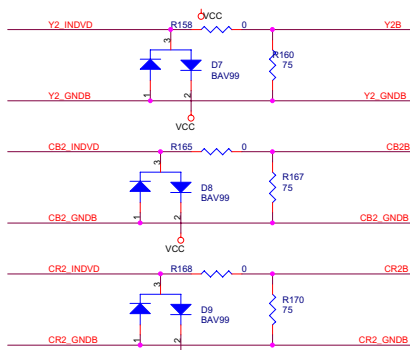 VCC
Y2_INDVD R158 0 Y2B
3
D7
BAV99
R160
75
1 2
Y2_GNDB Y2_GNDB
VCC
CB2_INDVD R165 0 CB2B
3
D8
BAV99
R167
75
1 2
CB2_GNDB CB2_GNDB
VCC
CR2_INDVD R168 0 CR2B
3
D9
BAV99
R170
75
1 2
CR2_GNDB CR2_GNDB